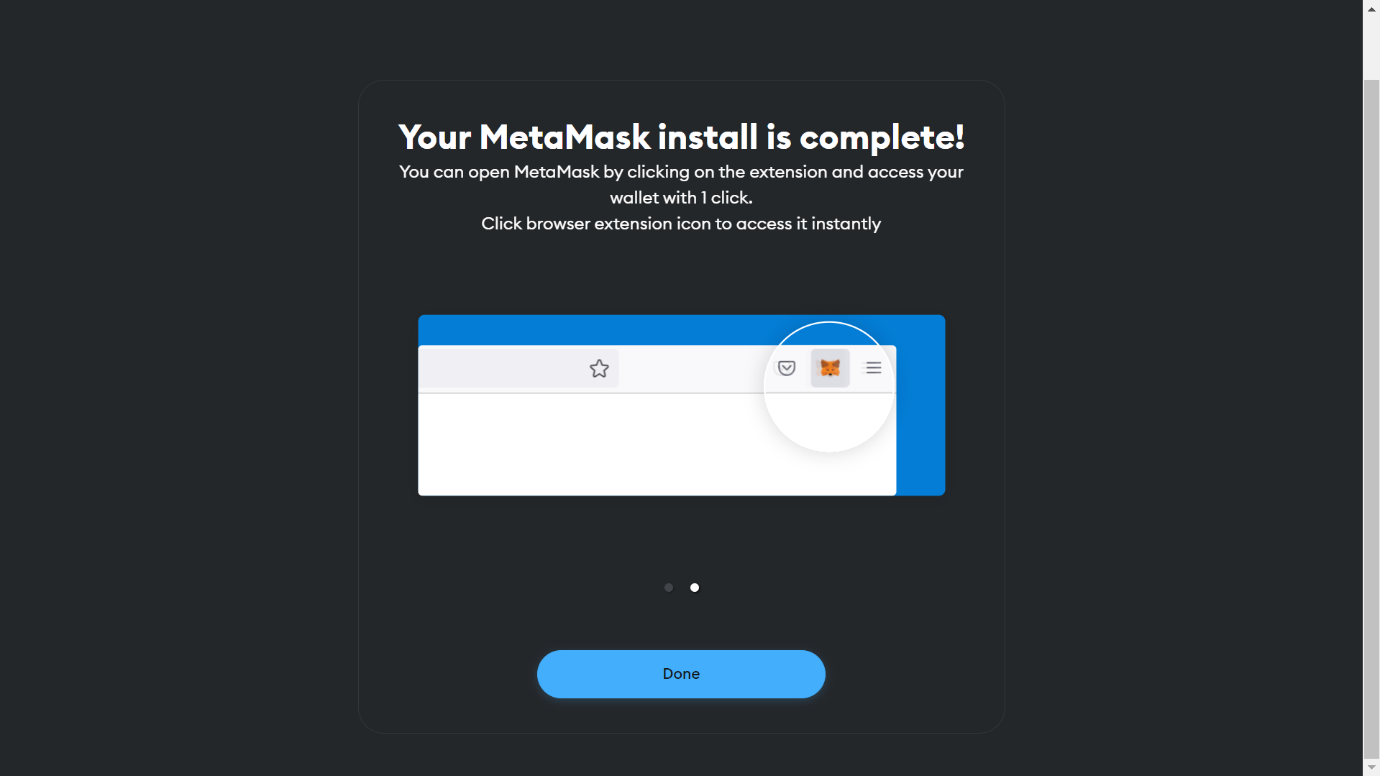 Your MetaMask install is complete!
You can open MetaMask by clicking on the extension and access your
wallet with 1 click.
Click browser extension icon to access it instantly
Done